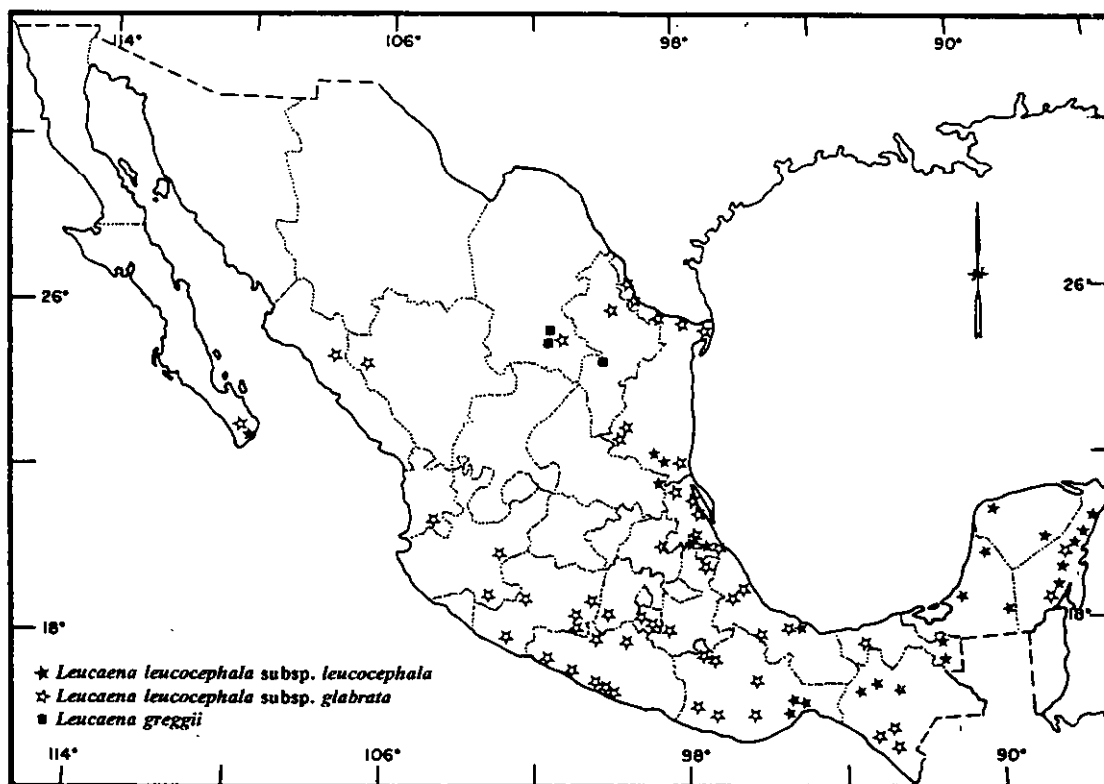 114° 106° 98° 90°
26° 26°
18° 18°
Leucaena leucocephala subsp. leucocephala
Leucaena leucocephala subsp. glabrata
Leucaena greggii
114° 106° 98° 90°